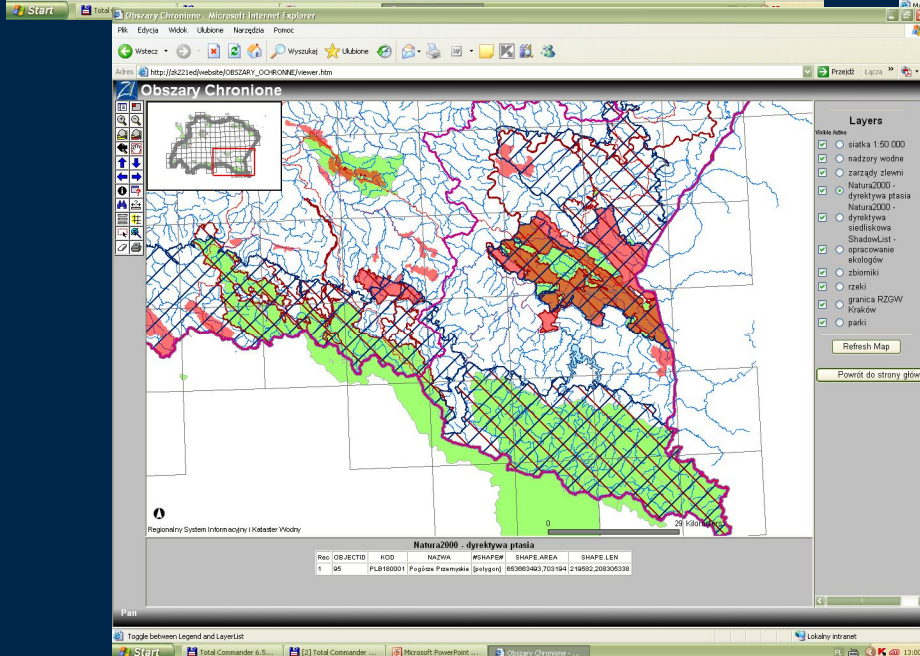 Start
Total
Obszary Chronione - Microsoft Internet Explorer
Plik Edycja Widok Ulubione Narzędzia Pomoc
Wstecz Wyszukaj Ulubione
Adres http://zk221ed/website/OBSZARY_OCHRONNE/viewer.htm Przejdź Łącza »
Obszary Chronione
Layers
Visible Active
siatka 1:50 000
nadzory wodne
zarządy zlewni
Natura2000 -
dyrektywa ptasia
Natura2000 -
dyrektywa
siedliskowa
ShadowList -
opracowanie
ekologów
zbiorniki
rzeki
granica RZGW
Kraków
parki
Refresh Map
Powrót do strony głów
0 29 Kilometers
Regionalny System Informacyjny i Kataster Wodny
Natura2000 - dyrektywa ptasia
Rec OBJECTID KOD NAZWA #SHAPE# SHAPE.AREA SHAPE.LEN
1 95 PLB180001 Pogórze Przemyskie [polygon] 653663493,703194 219582,208305338
Pan
Toggle between Legend and LayerList Lokalny intranet
Start Total Commander 6.5... [2] Total Commander ... Microsoft PowerPoint ... Obszary Chronione - ... PL 13:00